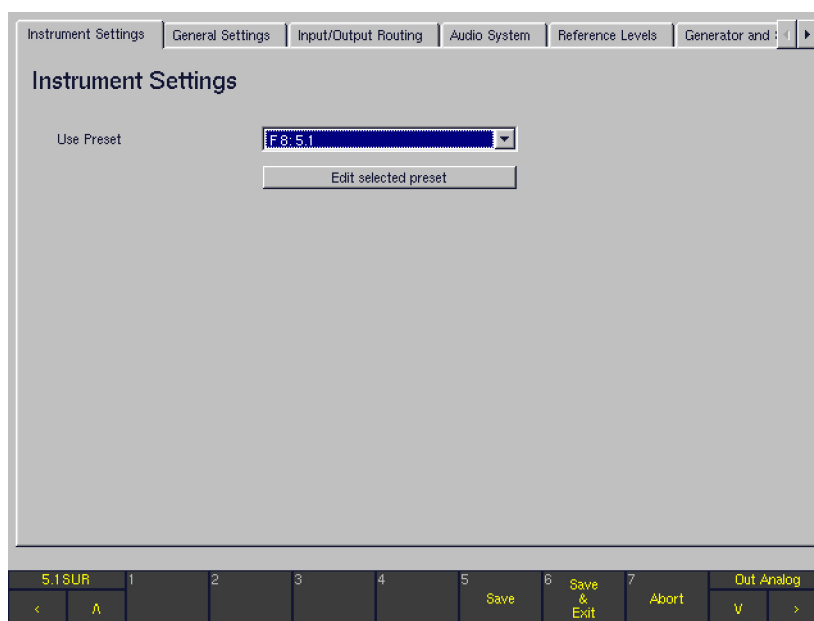 Instrument Settings
General Settings
Input/Output Routing
Audio System
Reference Levels
Generator and
Instrument Settings
Use Preset
F 8: 5.1
Edit selected preset
5.1SUR
1
2
3
4
5
Save
6
Save
&
Exit
7
Abort
Out Analog
<
Λ
V
>